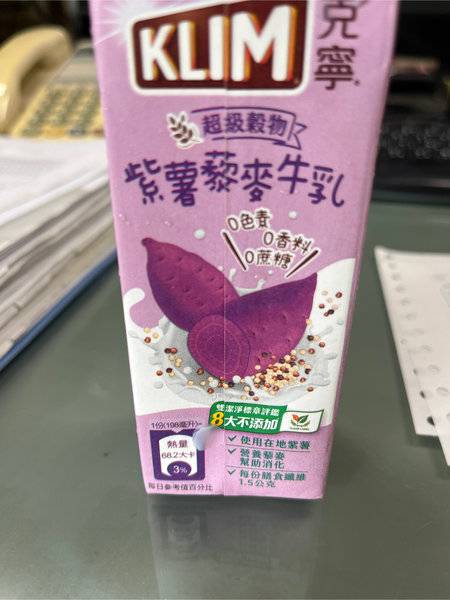 KLIM
克寧
超級穀物
紫薯藜麥牛乳
0色素
0香料
0蔗糖
雙潔淨標章評鑑
8大不添加
1份(198毫升)=
熱量
68.2大卡
3%
每日參考值百分比
使用在地紫薯
營養藜麥
幫助消化
每份膳食纖維
1.5公克